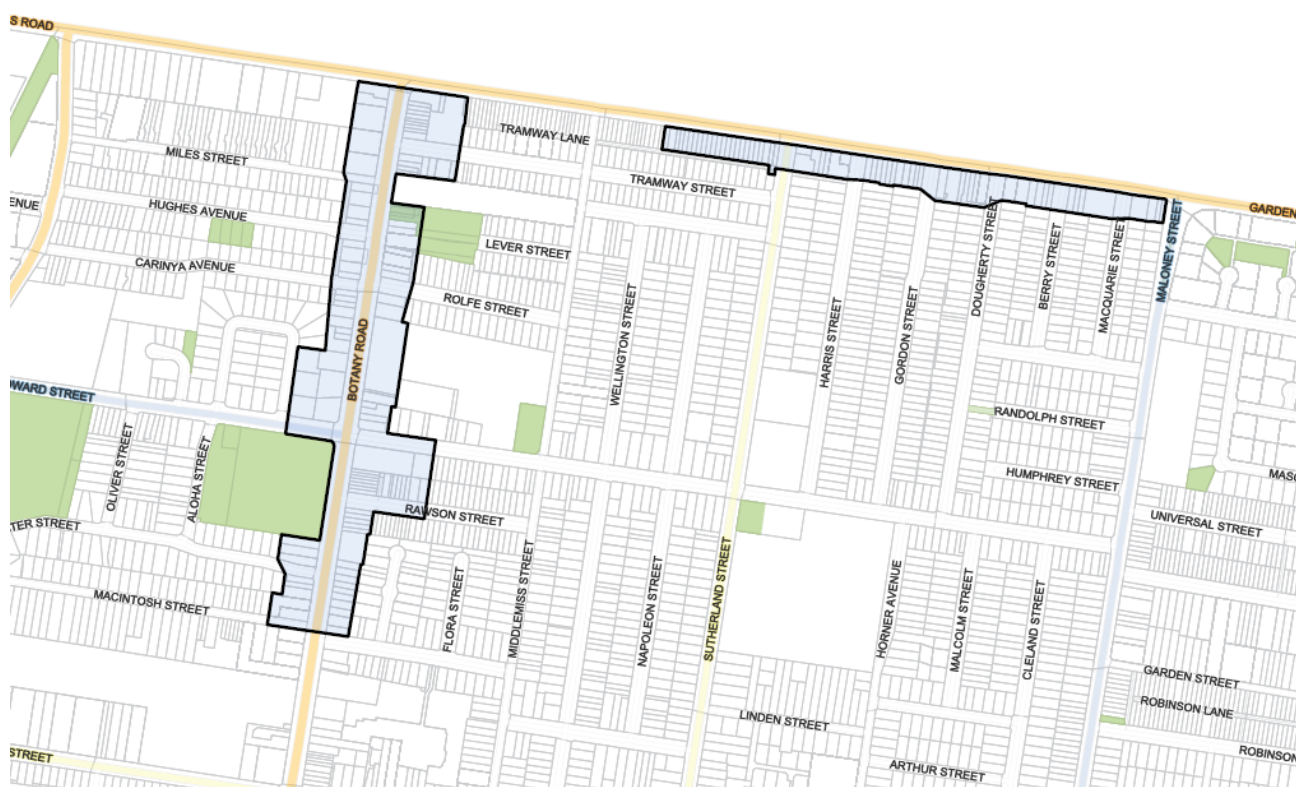 S ROAD
TRAMWAY LANE
MILES STREET
TRAMWAY STREET
ENUE
HUGHES AVENUE
GARDEN
LEVER STREET
CARINYA AVENUE
ROLFE STREET
DOUGHERTY STREET
BERRY STREET
MACQUARIE STREET
MALONEY STREET
BOTANY ROAD
WELLINGTON STREET
HARRIS STREET
GORDON STREET
OWARD STREET
RANDOLPH STREET
OLIVER STREET
ALOHA STREET
HUMPHREY STREET
MASC
TER STREET
RAWSON STREET
UNIVERSAL STREET
MACINTOSH STREET
FLORA STREET
MIDDLEMISS STREET
NAPOLEON STREET
SUTHERLAND STREET
HORNER AVENUE
MALCOLM STREET
CLELAND STREET
GARDEN STREET
ROBINSON LANE
LINDEN STREET
STREET
ROBINSON
ARTHUR STREET